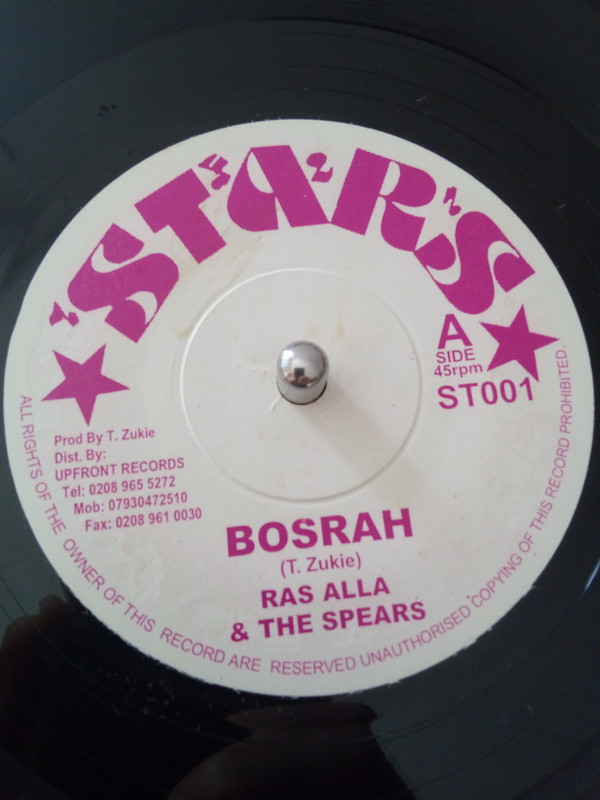 STARS
A
SIDE
45rpm
ST001
Prod By T. Zukie
Dist. By:
UPFRONT RECORDS
Tel: 0208 965 5272
Mob: 07930472510
Fax: 0208 961 0030
BOSRAH
(T. Zukie)
RAS ALLA
& THE SPEARS
ALL RIGHTS OF THE OWNER OF THIS RECORD ARE RESERVED UNAUTHORISED COPYING OF THIS RECORD PROHIBITED.